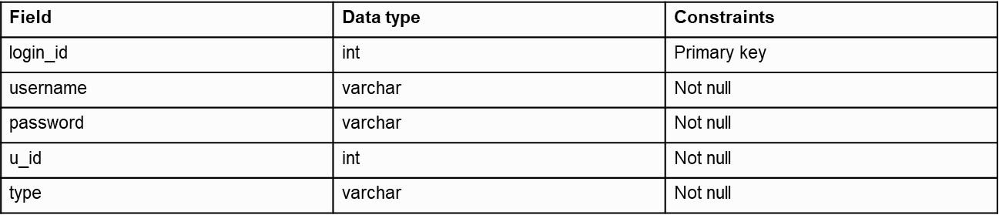 Field Data type Constraints
login_id int Primary key
username varchar Not null
password varchar Not null
u_id int Not null
type varchar Not null